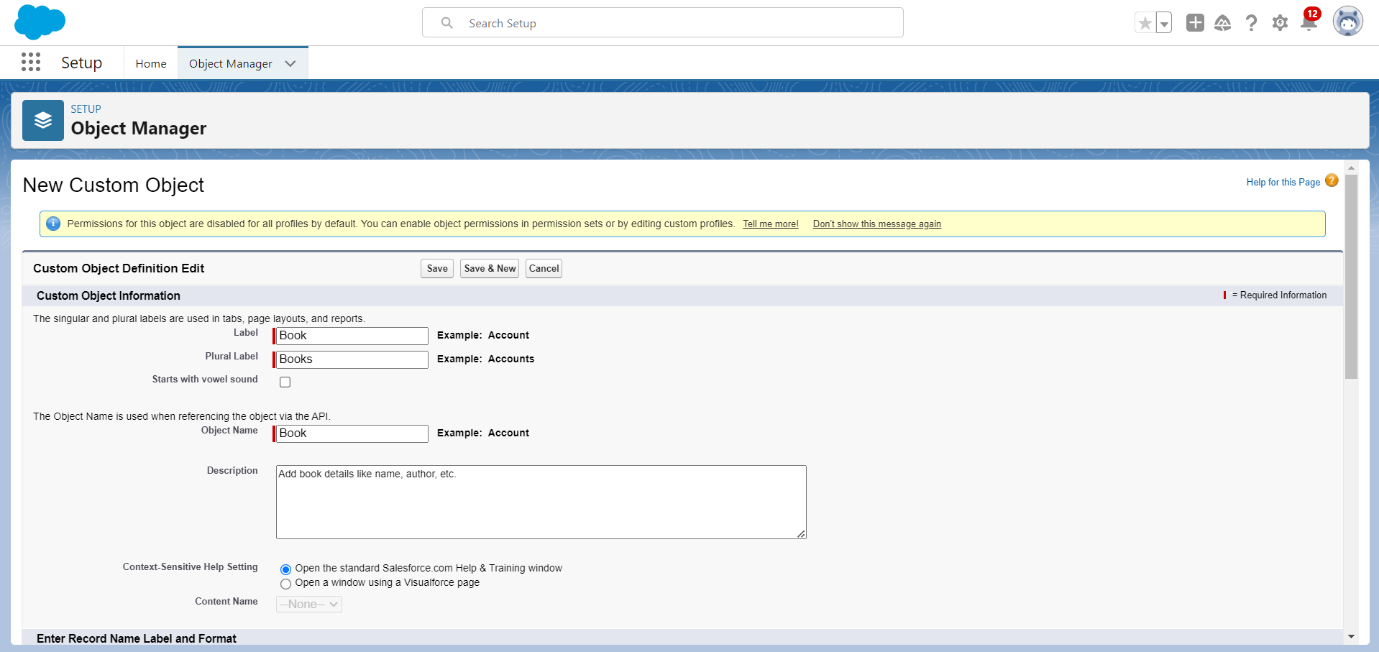 Search Setup
12
Setup Home Object Manager
SETUP
Object Manager
New Custom Object
Help for this Page ?
i Permissions for this object are disabled for all profiles by default. You can enable object permissions in permission sets or by editing custom profiles. Tell me more! Don't show this message again
Custom Object Definition Edit Save Save & New Cancel
Custom Object Information = Required Information
The singular and plural labels are used in tabs, page layouts, and reports.
Label Book Example: Account
Plural Label Books Example: Accounts
Starts with vowel sound
The Object Name is used when referencing the object via the API.
Object Name Book Example: Account
Description Add book details like name, author, etc.
Context-Sensitive Help Setting Open the standard Salesforce.com Help & Training window
Open a window using a Visualforce page
Content Name --None--
Enter Record Name Label and Format